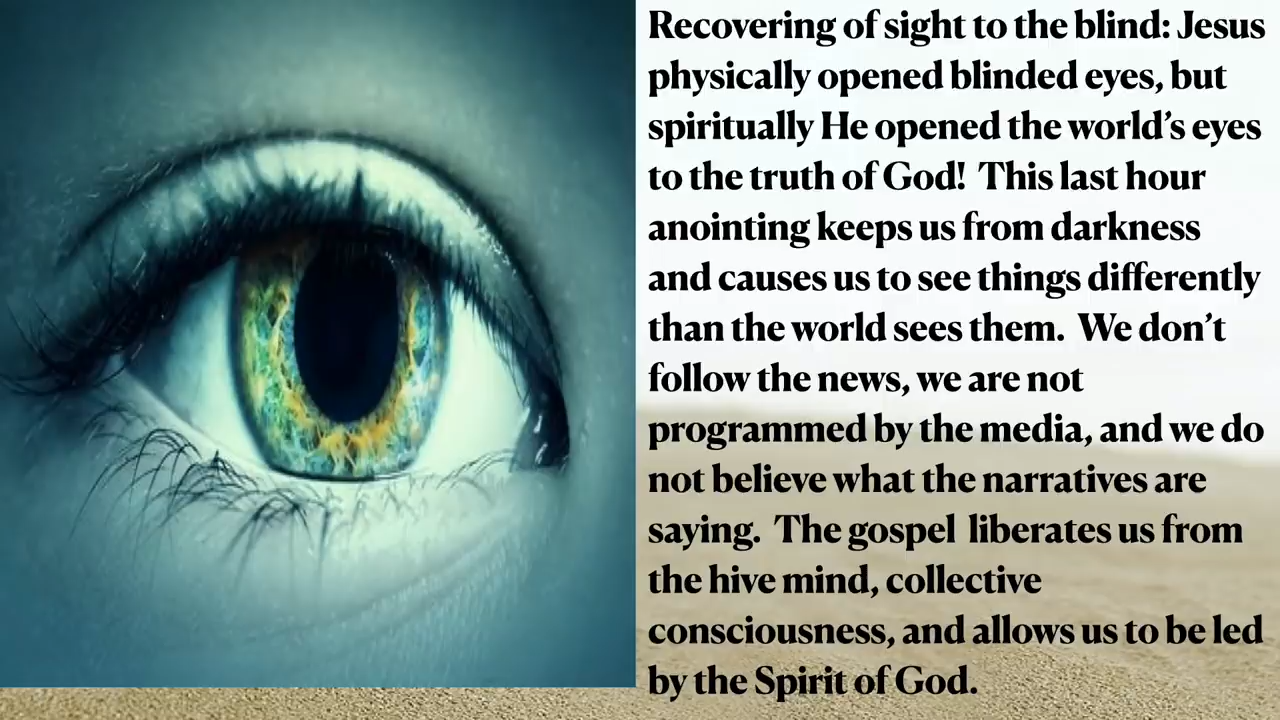 Recovering of sight to the blind: Jesus
physically opened blinded eyes, but
spiritually He opened the world’s eyes
to the truth of God!  This last hour
anointing keeps us from darkness
and causes us to see things differently
than the world sees them.  We don’t
follow the news, we are not
programmed by the media, and we do
not believe what the narratives are
saying.  The gospel  liberates us from
the hive mind, collective
consciousness, and allows us to be led
by the Spirit of God.